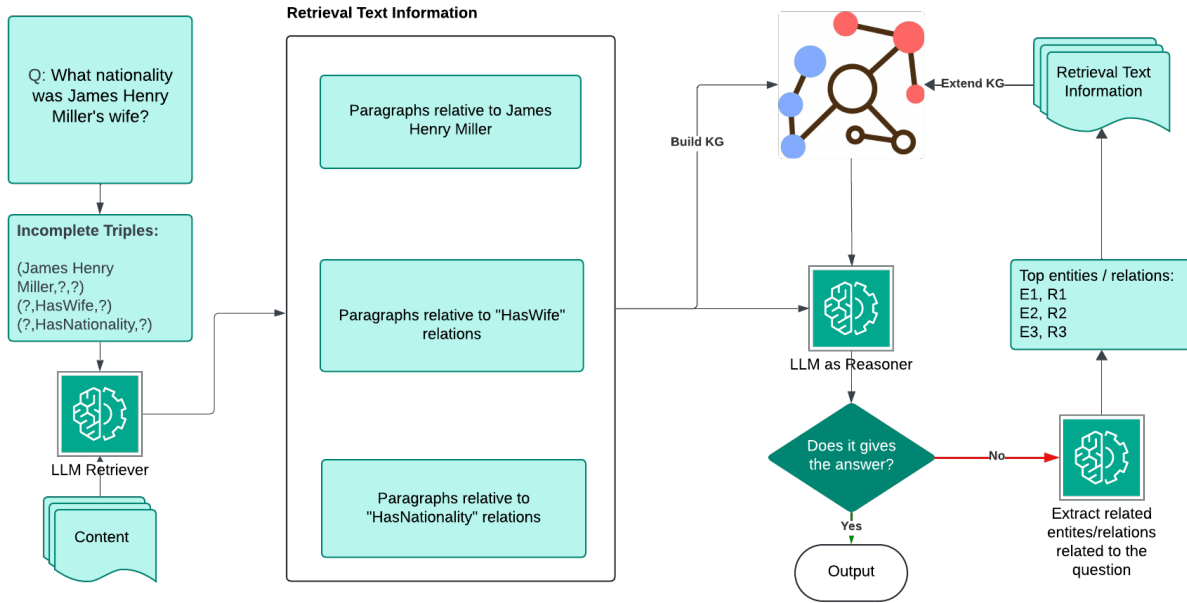 Retrieval Text Information
Q: What nationality
was James Henry
Miller's wife?
Incomplete Triples:
(James Henry
Miller,?,?)
(?,HasWife,?)
(?,HasNationality,?)
LLM Retriever
Content
Paragraphs relative to James
Henry Miller
Paragraphs relative to "HasWife"
relations
Paragraphs relative to
"HasNationality" relations
Build KG
Extend KG
Retrieval Text
Information
LLM as Reasoner
Does it gives
the answer?
Yes
Output
No
Top entities / relations:
E1, R1
E2, R2
E3, R3
Extract related
entites/relations
related to the
question